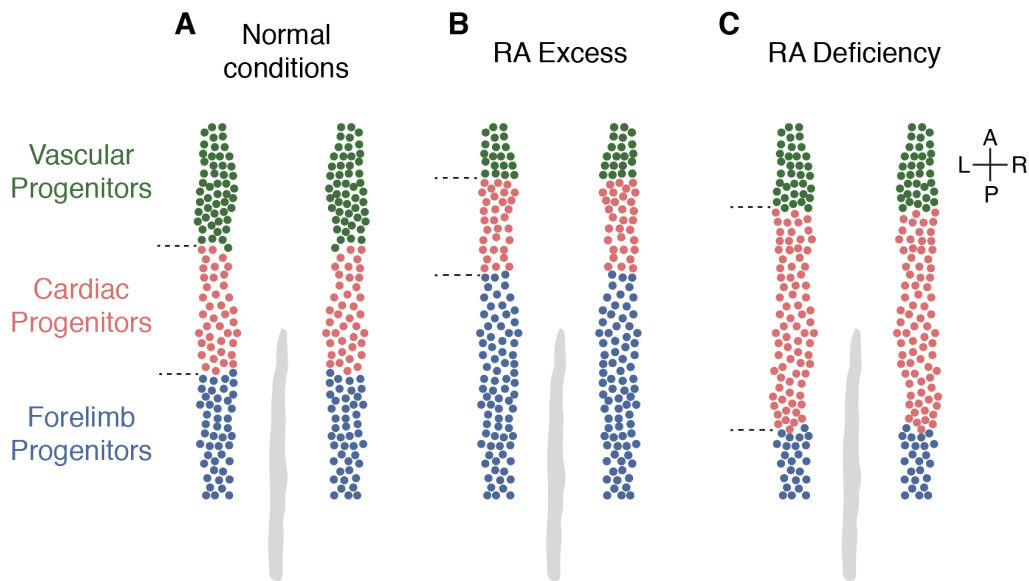 A
Normal
conditions
B
RA Excess
C
RA Deficiency
Vascular
Progenitors
Cardiac
Progenitors
Forelimb
Progenitors
A
L R
P